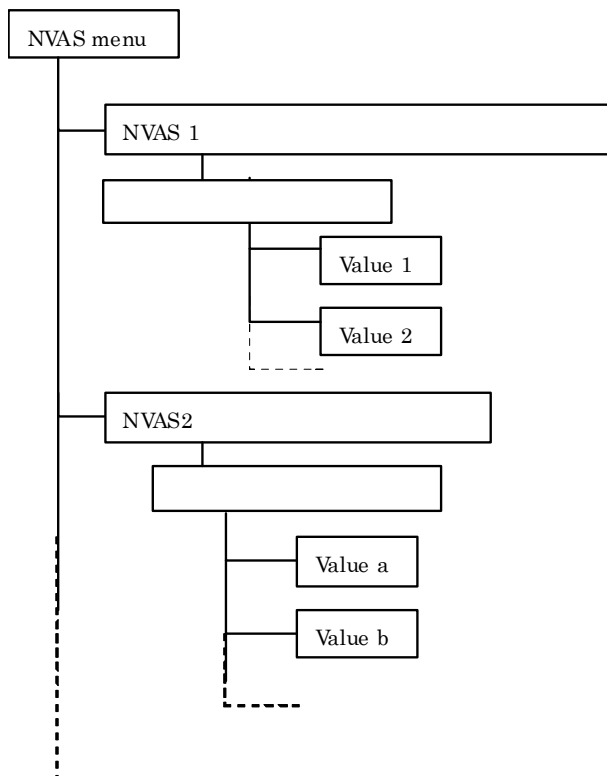 NVAS menu
NVAS 1
Value 1
Value 2
NVAS2
Value a
Value b